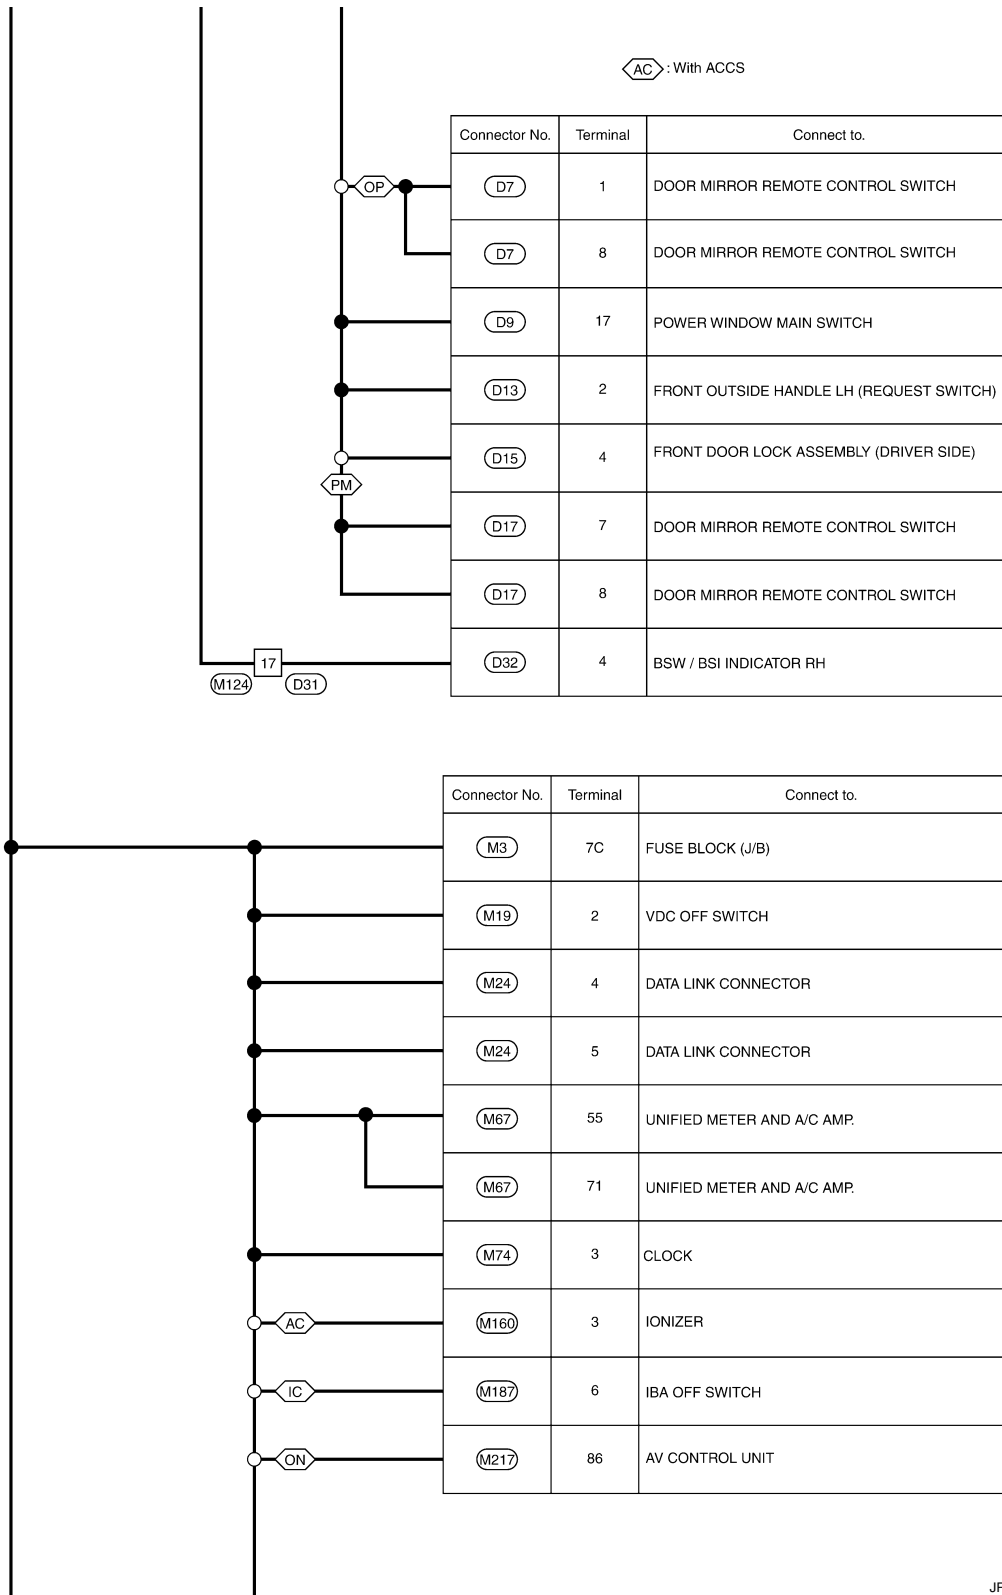 AC : With ACCS
Connector No. Terminal Connect to.
OP D7 1 DOOR MIRROR REMOTE CONTROL SWITCH
D7 8 DOOR MIRROR REMOTE CONTROL SWITCH
D9 17 POWER WINDOW MAIN SWITCH
D13 2 FRONT OUTSIDE HANDLE LH (REQUEST SWITCH)
D15 4 FRONT DOOR LOCK ASSEMBLY (DRIVER SIDE)
PM
D17 7 DOOR MIRROR REMOTE CONTROL SWITCH
D17 8 DOOR MIRROR REMOTE CONTROL SWITCH
17 D32 4 BSW / BSI INDICATOR RH
M124 D31
Connector No. Terminal Connect to.
M3 7C FUSE BLOCK (J/B)
M19 2 VDC OFF SWITCH
M24 4 DATA LINK CONNECTOR
M24 5 DATA LINK CONNECTOR
M67 55 UNIFIED METER AND A/C AMP.
M67 71 UNIFIED METER AND A/C AMP.
M74 3 CLOCK
AC M160 3 IONIZER
IC M187 6 IBA OFF SWITCH
ON M217 86 AV CONTROL UNIT